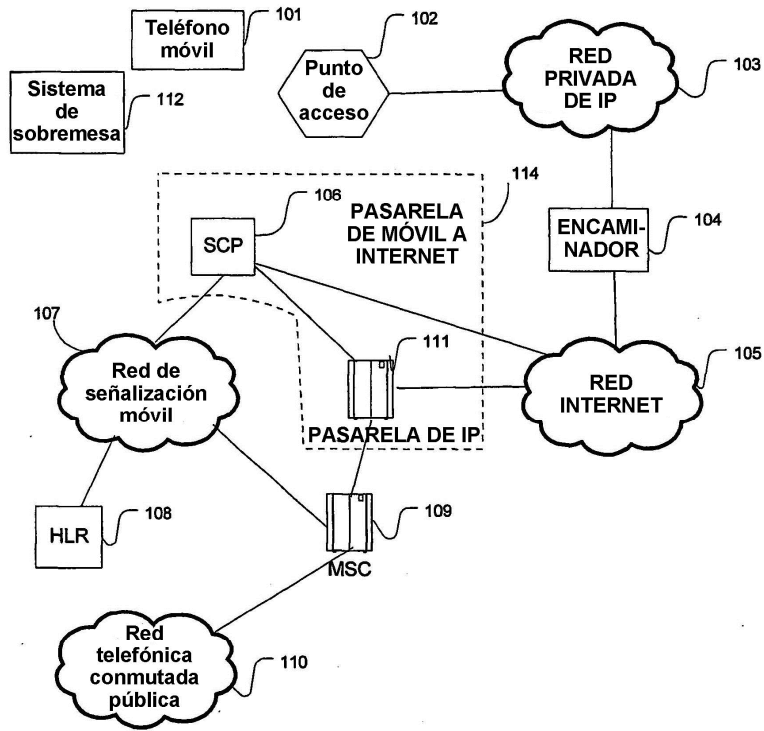 Teléfono
móvil
101
102
Punto
de
acceso
RED
PRIVADA
DE IP
103
Sistema
de
sobremesa
112
114
106
SCP
PASARELA
DE MÓVIL A
INTERNET
ENCAMI-
NADOR
104
107
Red de
señalización
móvil
111
PASARELA DE IP
RED
INTERNET
105
HLR
108
109
MSC
Red
telefónica
conmutada
pública
110